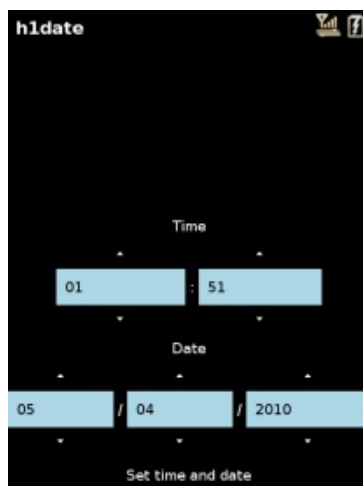 h1date
Time
01 : 51
Date
05 / 04 / 2010
Set time and date